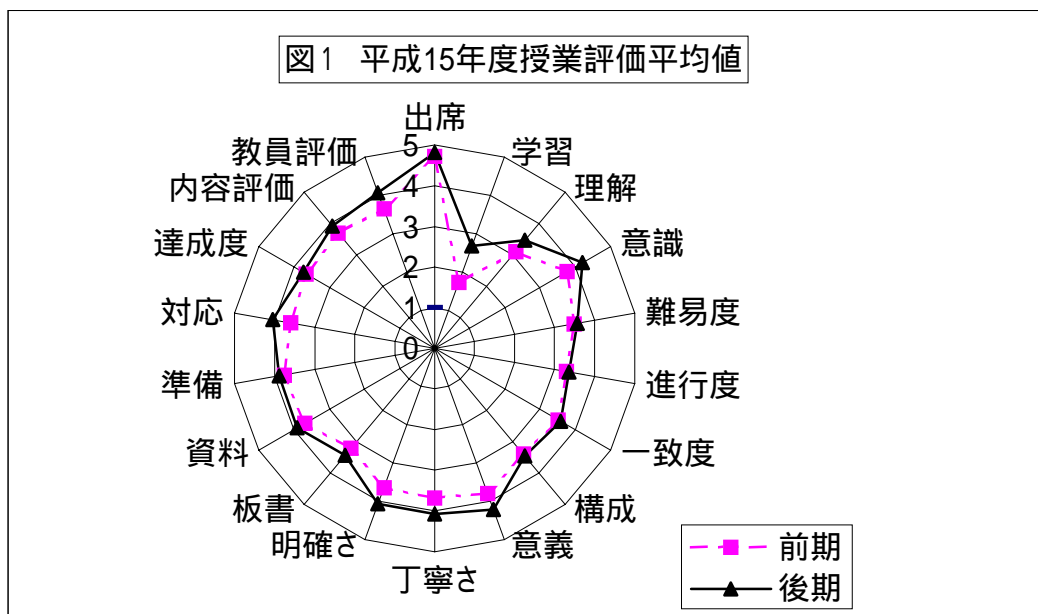 図1 平成15年度授業評価平均値
出席
学習
理解
意識
難易度
進行度
一致度
構成
意義
丁寧さ
明確さ
板書
資料
準備
対応
達成度
内容評価
教員評価
5
4
3
2
1
0
前期
後期